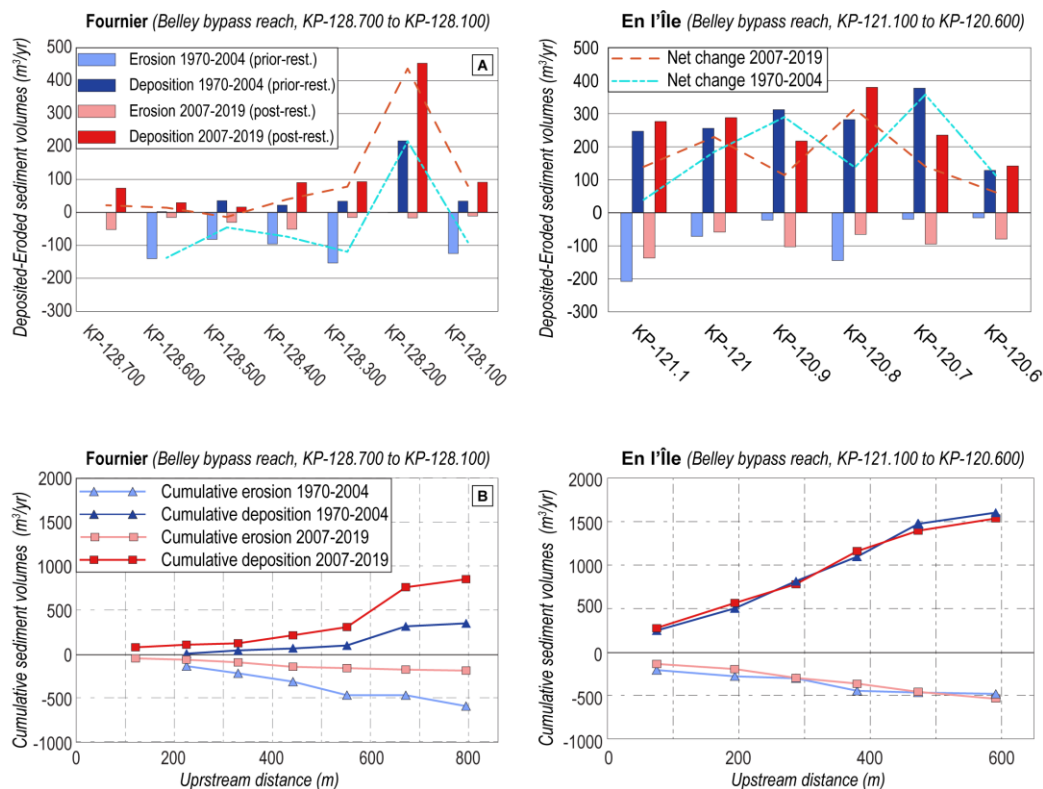 Fournier (Belley bypass reach, KP-128.700 to KP-128.100)
Deposited-Eroded sediment volumes (m³/yr)
500
400
300
200
100
0
-100
-200
-300
Erosion 1970-2004 (prior-rest.)
Deposition 1970-2004 (prior-rest.)
Erosion 2007-2019 (post-rest.)
Deposition 2007-2019 (post-rest.)
A
KP-128.700
KP-128.600
KP-128.500
KP-128.400
KP-128.300
KP-128.200
KP-128.100
En l'Île (Belley bypass reach, KP-121.100 to KP-120.600)
Deposited-Eroded sediment volumes (m³/yr)
500
400
300
200
100
0
-100
-200
-300
Net change 2007-2019
Net change 1970-2004
KP-121.1
KP-121
KP-120.9
KP-120.8
KP-120.7
KP-120.6
Fournier (Belley bypass reach, KP-128.700 to KP-128.100)
Cumulative sediment volumes (m³/yr)
2000
1500
1000
500
0
-500
-1000
Cumulative erosion 1970-2004
Cumulative deposition 1970-2004
Cumulative erosion 2007-2019
Cumulative deposition 2007-2019
B
0
200
400
600
800
Uprstream distance (m)
En l'Île (Belley bypass reach, KP-121.100 to KP-120.600)
Cumulative sediment volumes (m³/yr)
2000
1500
1000
500
0
-500
-1000
0
200
400
600
Upstream distance (m)